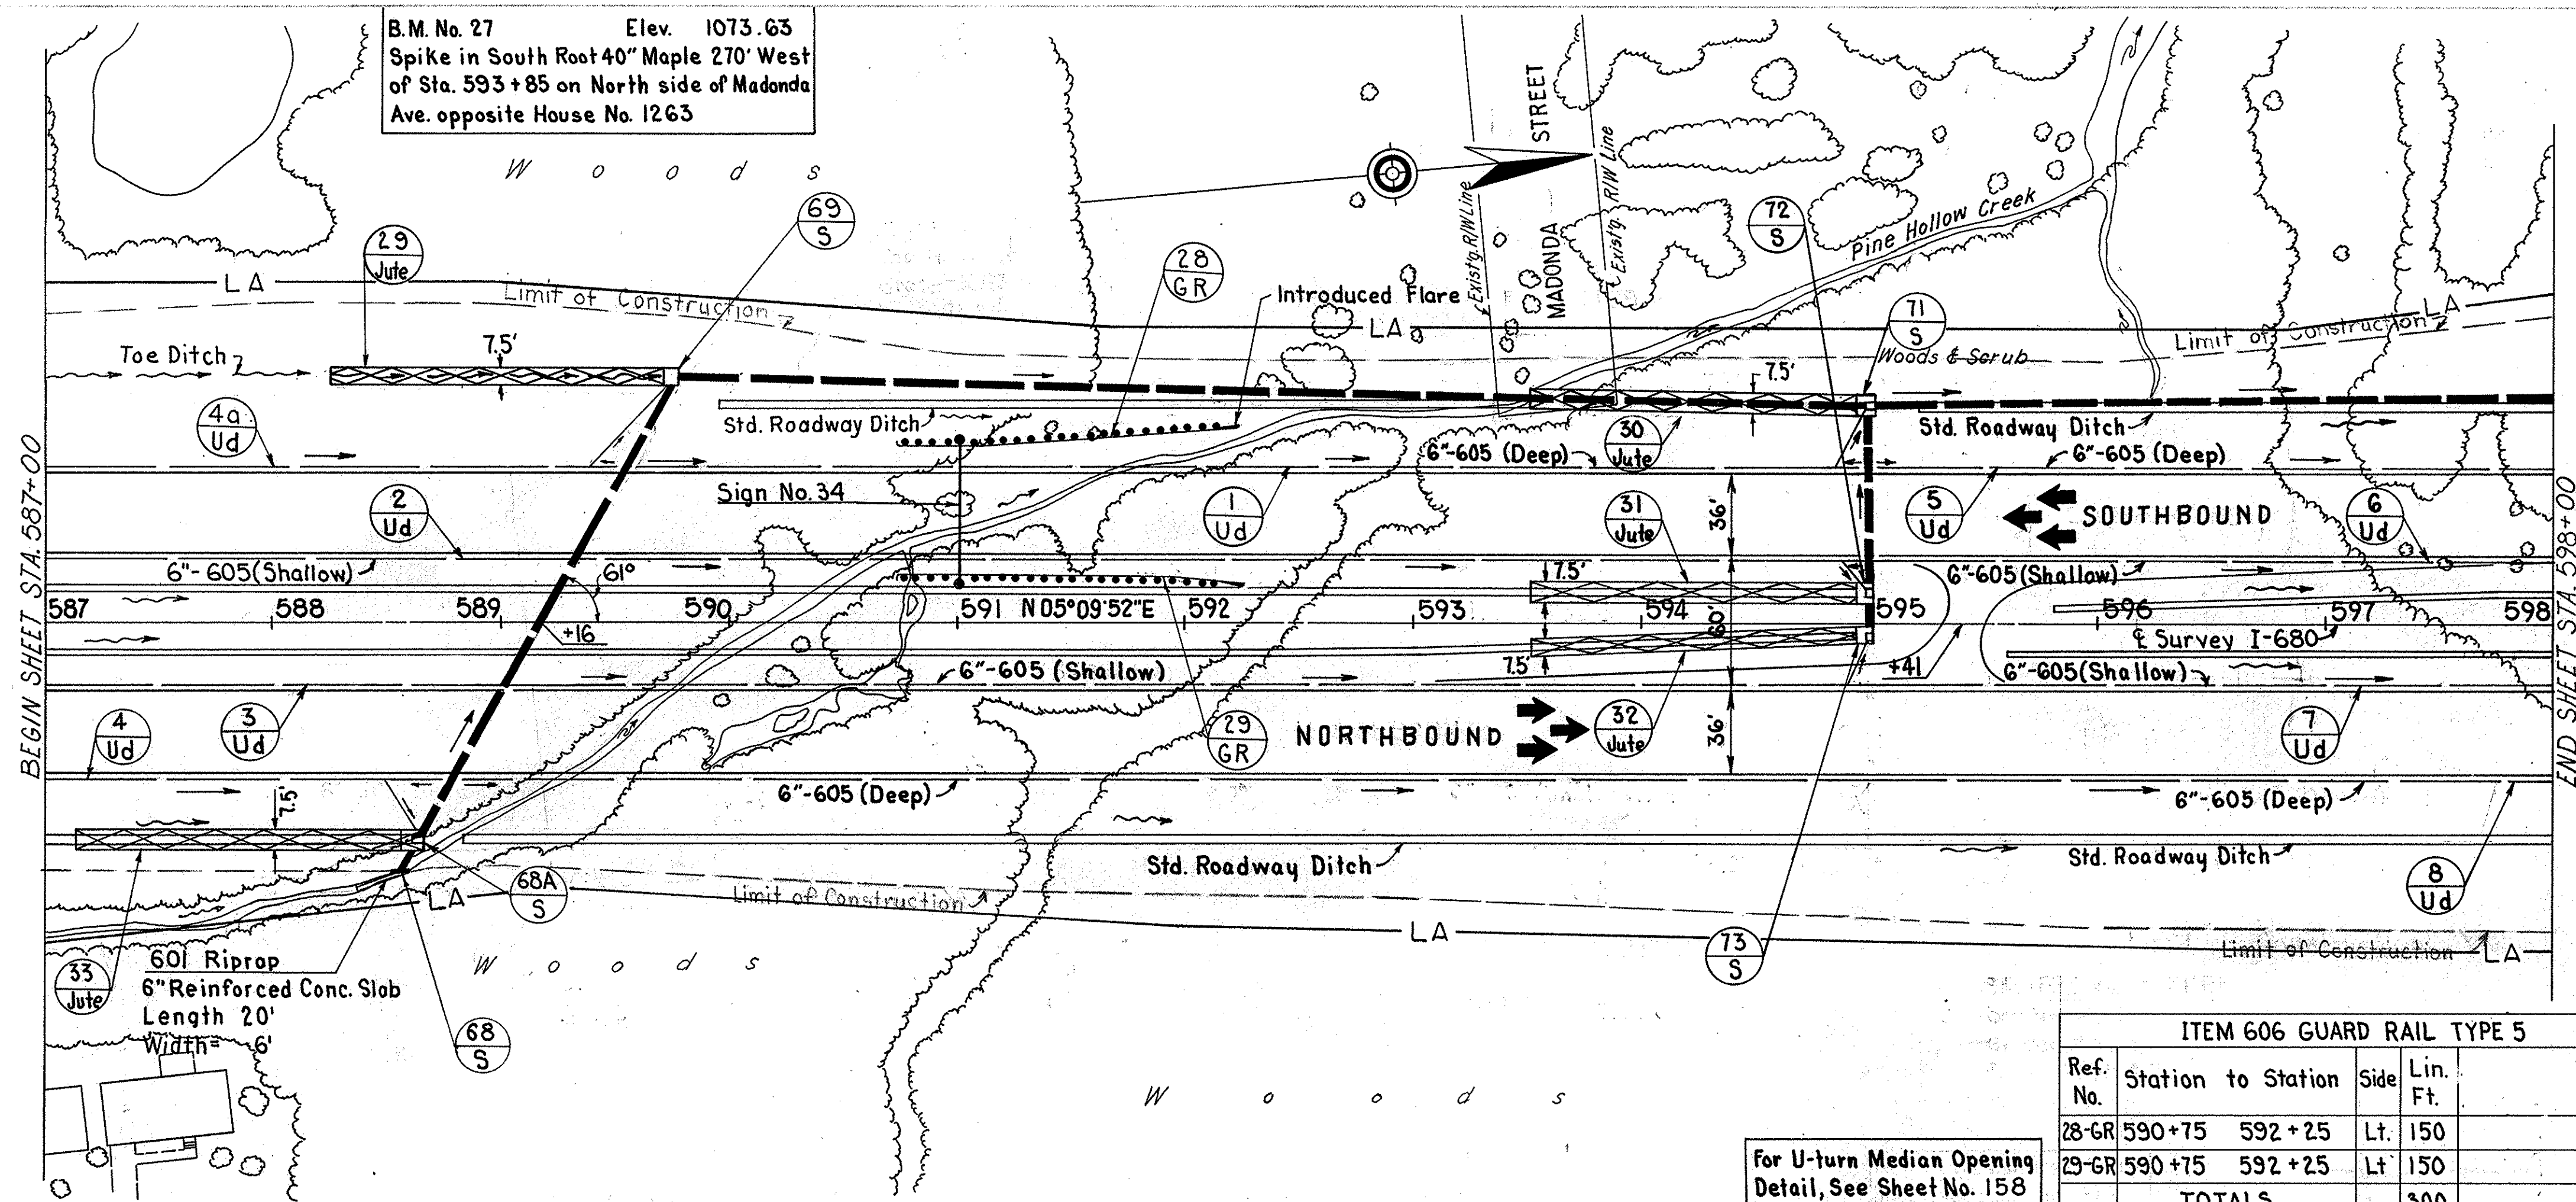 B.M. No. 27 Elev. 1073.63
Spike in South Root 40" Maple 270' West
of Sta. 593+85 on North side of Madonda
Ave. opposite House No. 1263
W o o d s
STREET
MADONDA
℄ Exist'g. R/W Line
Exist'g. R/W Line
Pine Hollow Creek
69
S
72
S
29
Jute
28
GR
71
S
LA
Limit of Construction
Introduced Flare
LA
LA
Limit of Construction
Toe Ditch
7.5'
7.5'
Woods & Scrub
4a
Ud
Std. Roadway Ditch
30
Jute
Std. Roadway Ditch
6"-605 (Deep)
6"-605 (Deep)
BEGIN SHEET STA. 587+00
END SHEET STA. 598+00
2
Ud
Sign No. 34
1
Ud
31
Jute
36'
5
Ud
SOUTHBOUND
6
Ud
6"-605 (Shallow)
61°
7.5'
6"-605 (Shallow)
587 588 589 590 591 N 05°09'52"E 592 593 594 595 596 597 598
+16
60'
℄ Survey I-680
6"-605 (Shallow)
7.5'
+41
6"-605 (Shallow)
4
Ud
3
Ud
29
GR
NORTHBOUND
32
Jute
36'
7
Ud
6"-605 (Deep)
6"-605 (Deep)
7.5'
Std. Roadway Ditch
Std. Roadway Ditch
68A
S
8
Ud
LA
Limit of Construction
LA
Limit of Construction
LA
33
Jute
601 Riprap
6" Reinforced Conc. Slab
Length 20'
Width= 6'
W o o d s
73
S
68
S
W o o d s
For U-turn Median Opening
Detail, See Sheet No. 158
ITEM 606 GUARD RAIL TYPE 5
Ref. No. Station to Station Side Lin. Ft.
28-GR 590+75 592+25 Lt. 150
29-GR 590+75 592+25 Lt 150
TOTALS 300